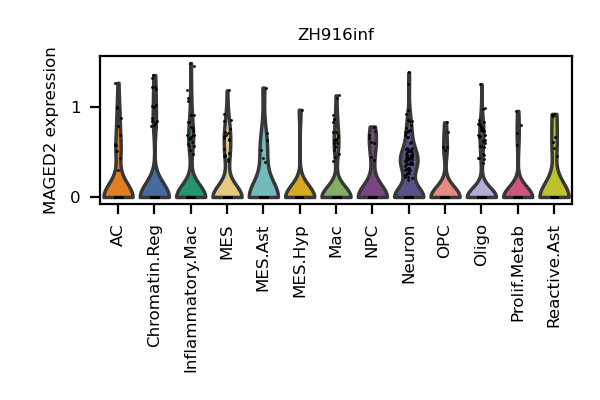 ZH916inf
MAGED2 expression
1
0
AC
Chromatin.Reg
Inflammatory.Mac
MES
MES.Ast
MES.Hyp
Mac
NPC
Neuron
OPC
Oligo
Prolif.Metab
Reactive.Ast